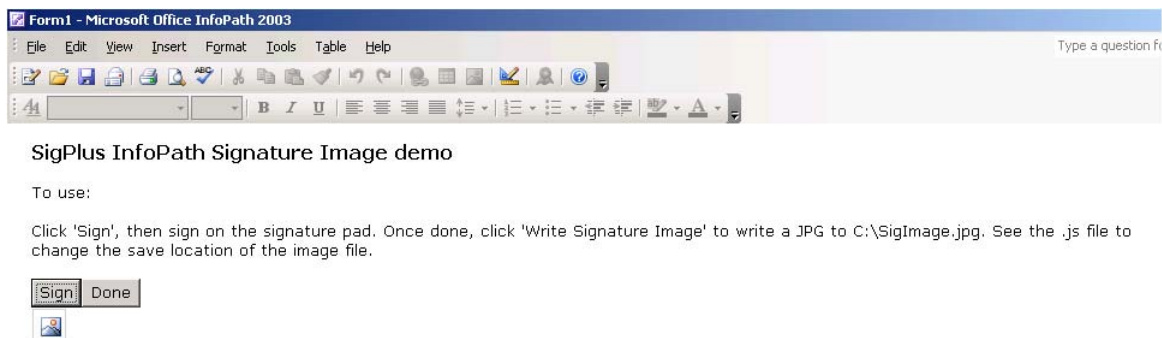 Form1 - Microsoft Office InfoPath 2003
File Edit View Insert Format Tools Table Help Type a question fo
ABC
A4 B I U ab A
SigPlus InfoPath Signature Image demo
To use:
Click 'Sign', then sign on the signature pad. Once done, click 'Write Signature Image' to write a JPG to C:\SigImage.jpg. See the .js file to
change the save location of the image file.
Sign Done